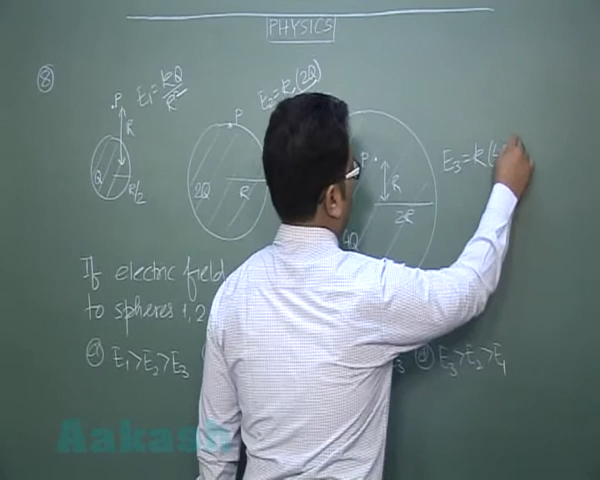 PHYSICS
8
P
E₁ = kQ/R²
R
Q
R/2
E₂ = k(2Q)
P
2Q
R
P
R
2R
4Q
E₃ = k(
If electric field
to spheres 1, 2
E₁>E₂>E₃
E₃>E₂>E₁
Aakash